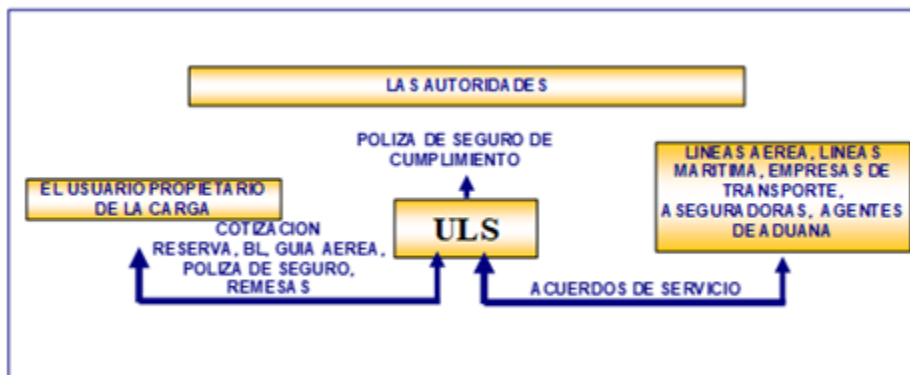 LAS AUTORIDADES
POLIZA DE SEGURO DE
CUMPLIMIENTO
EL USUARIO PROPIETARIO
DE LA CARGA
COTIZACION
RESERVA, BL, GUIA AEREA,
POLIZA DE SEGURO,
REMESAS
ULS
LINEAS AEREA, LINEAS
MARITIMA, EMPRESAS DE
TRANSPORTE,
ASEGURADORAS, AGENTES
DE ADUANA
ACUERDOS DE SERVICIO